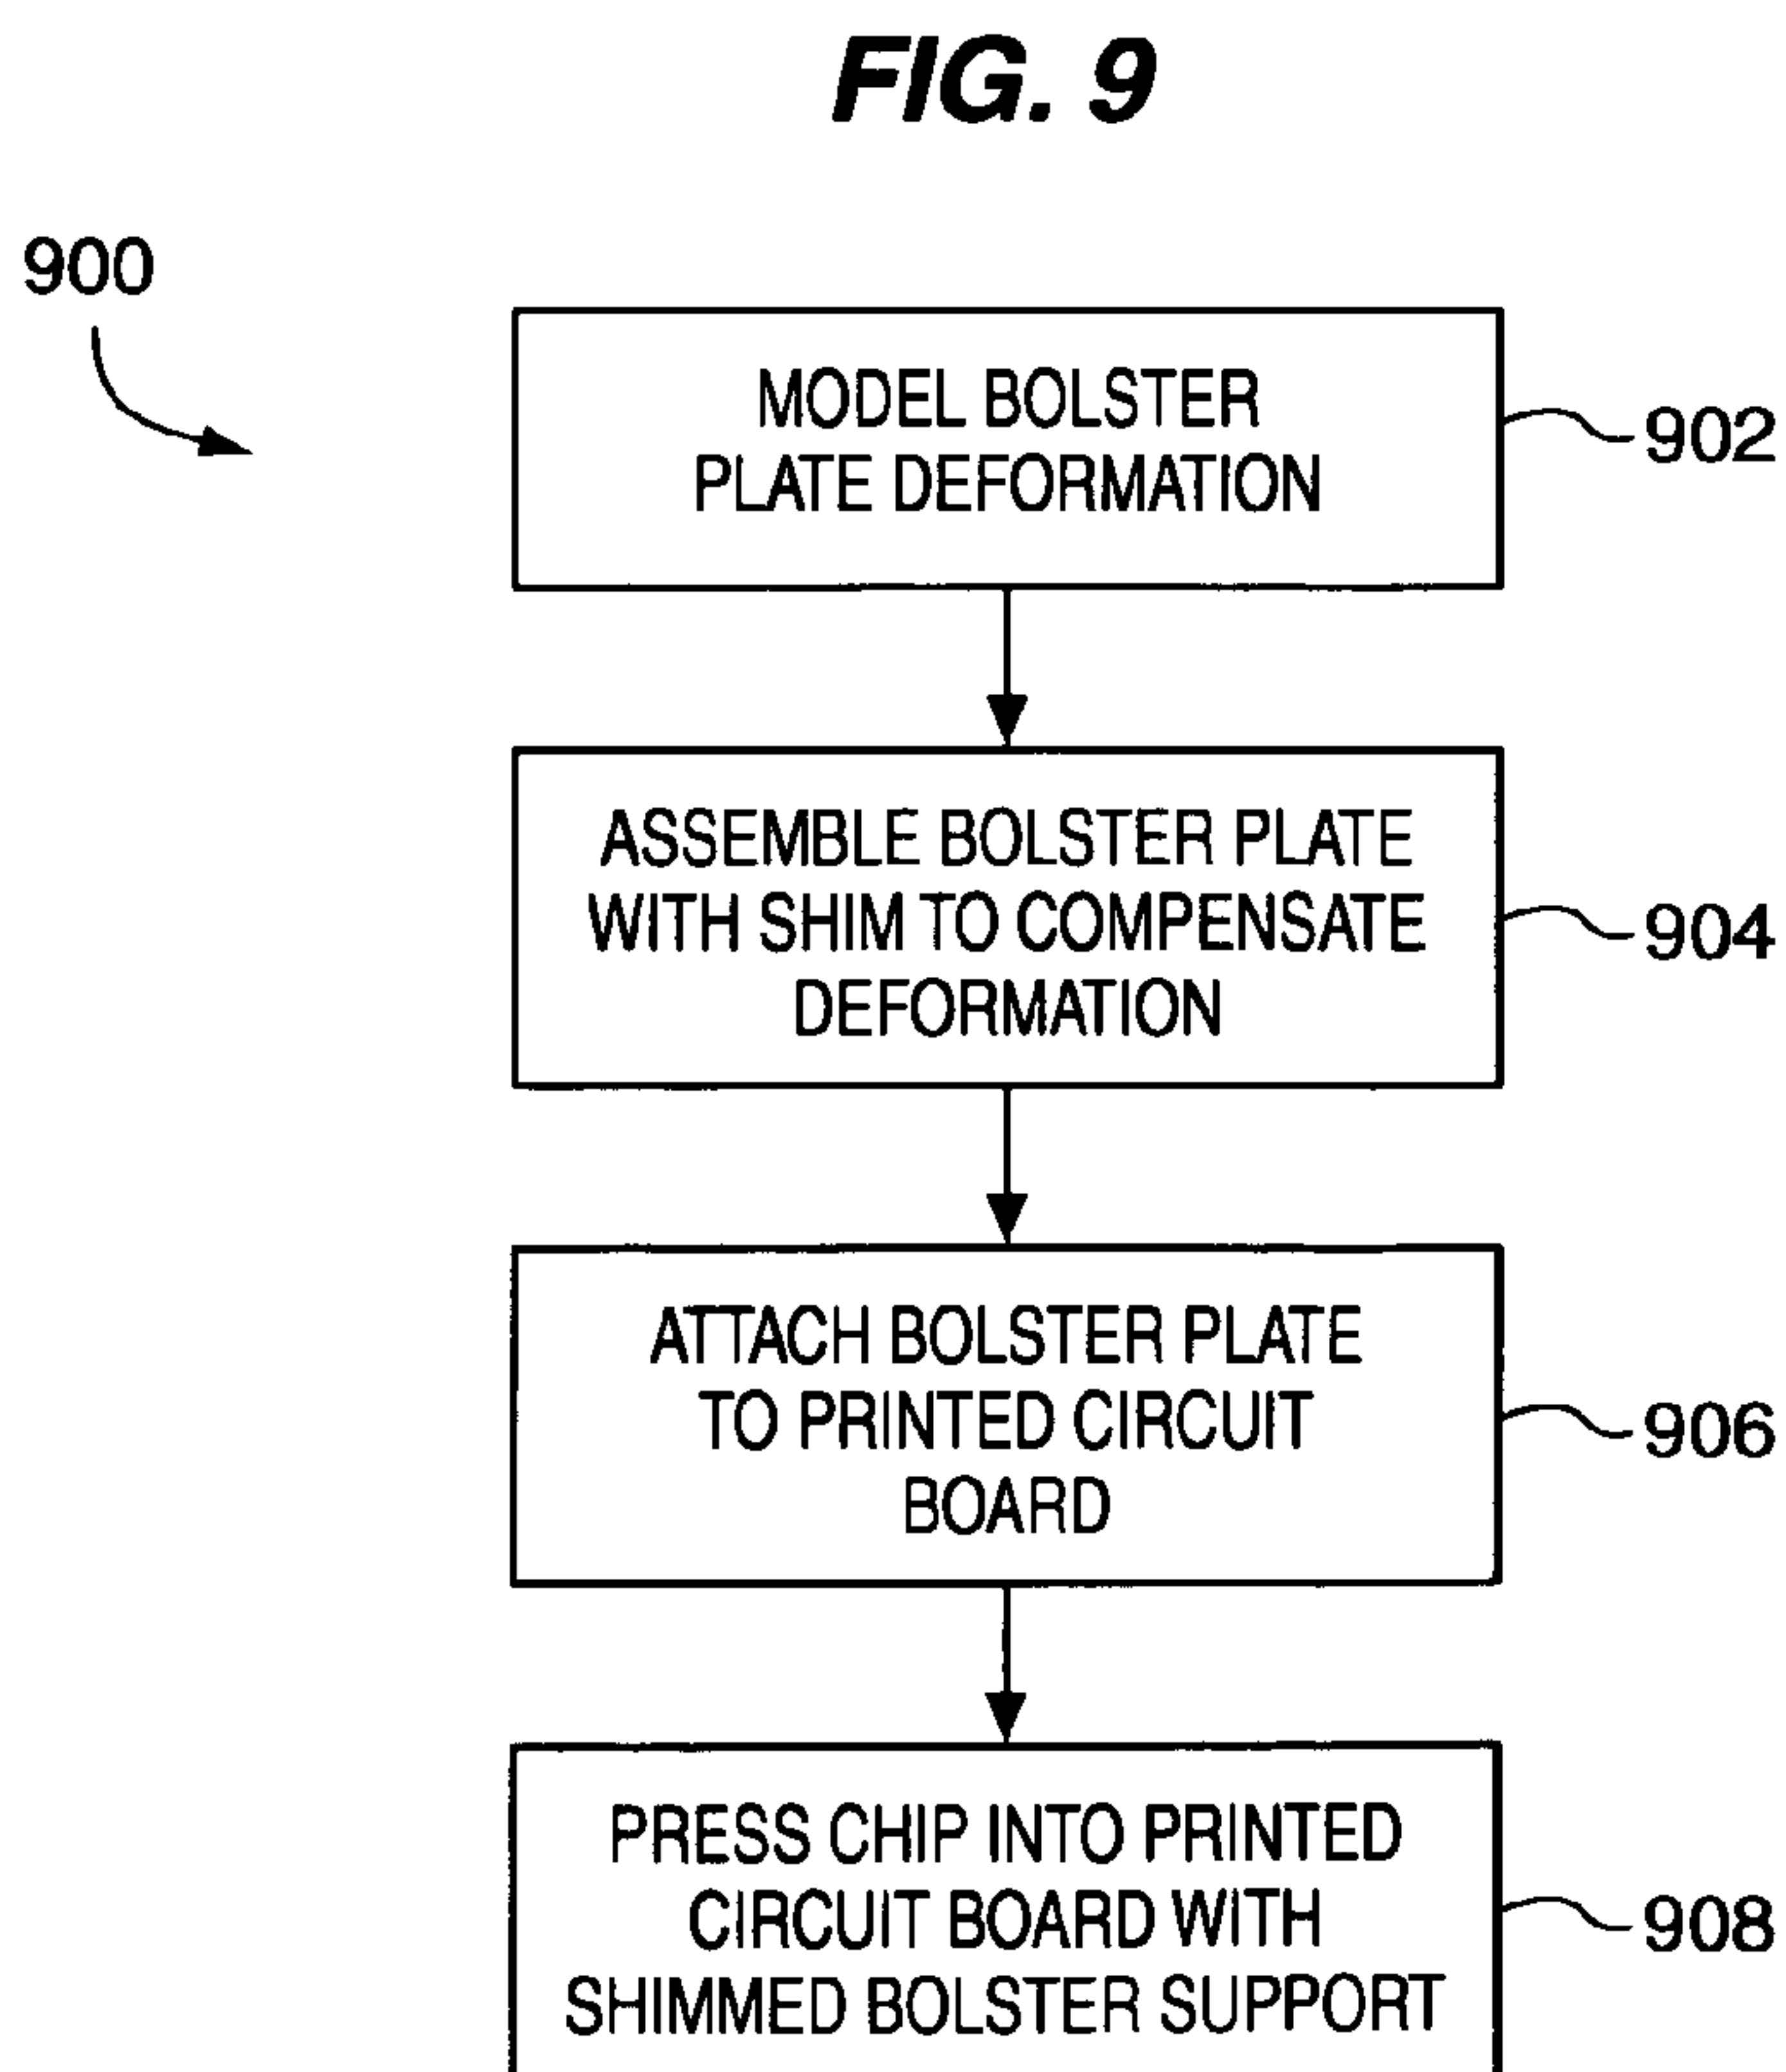 FIG. 9
900
MODEL BOLSTER
PLATE DEFORMATION
902
ASSEMBLE BOLSTER PLATE
WITH SHIM TO COMPENSATE
DEFORMATION
904
ATTACH BOLSTER PLATE
TO PRINTED CIRCUIT
BOARD
906
PRESS CHIP INTO PRINTED
CIRCUIT BOARD WITH
SHIMMED BOLSTER SUPPORT
908